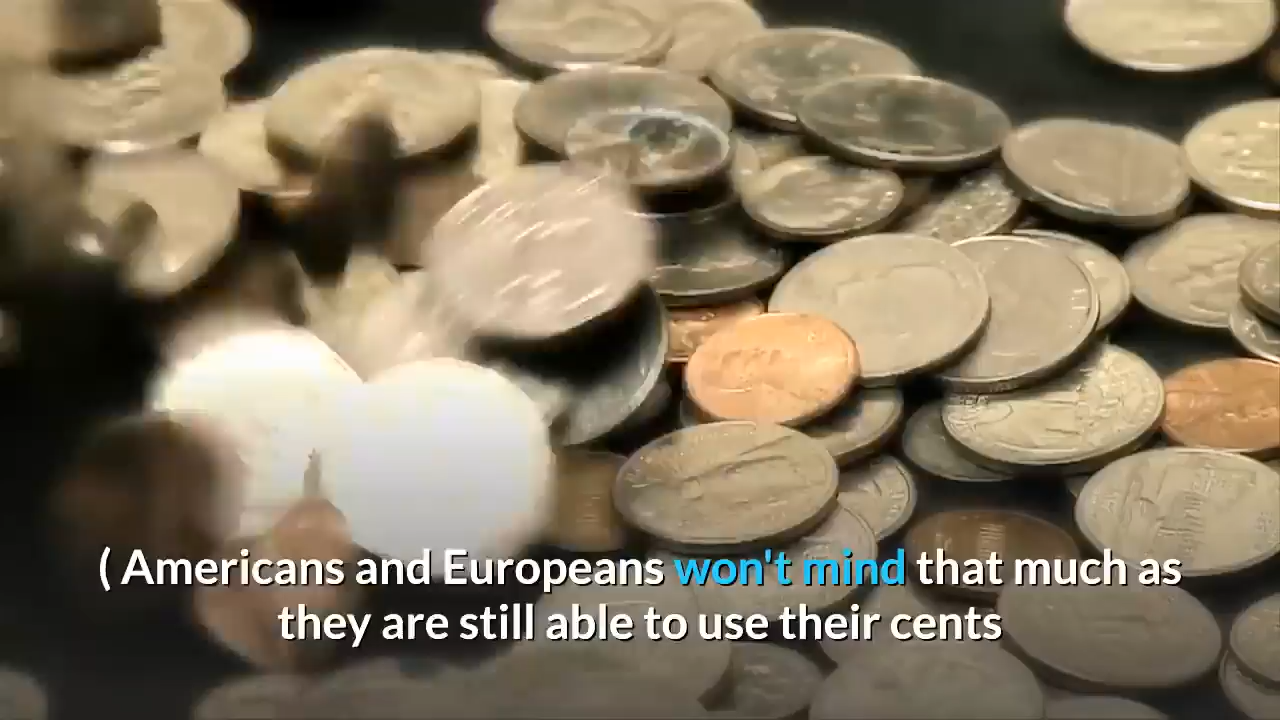 ( Americans and Europeans won't mind that much as
they are still able to use their cents